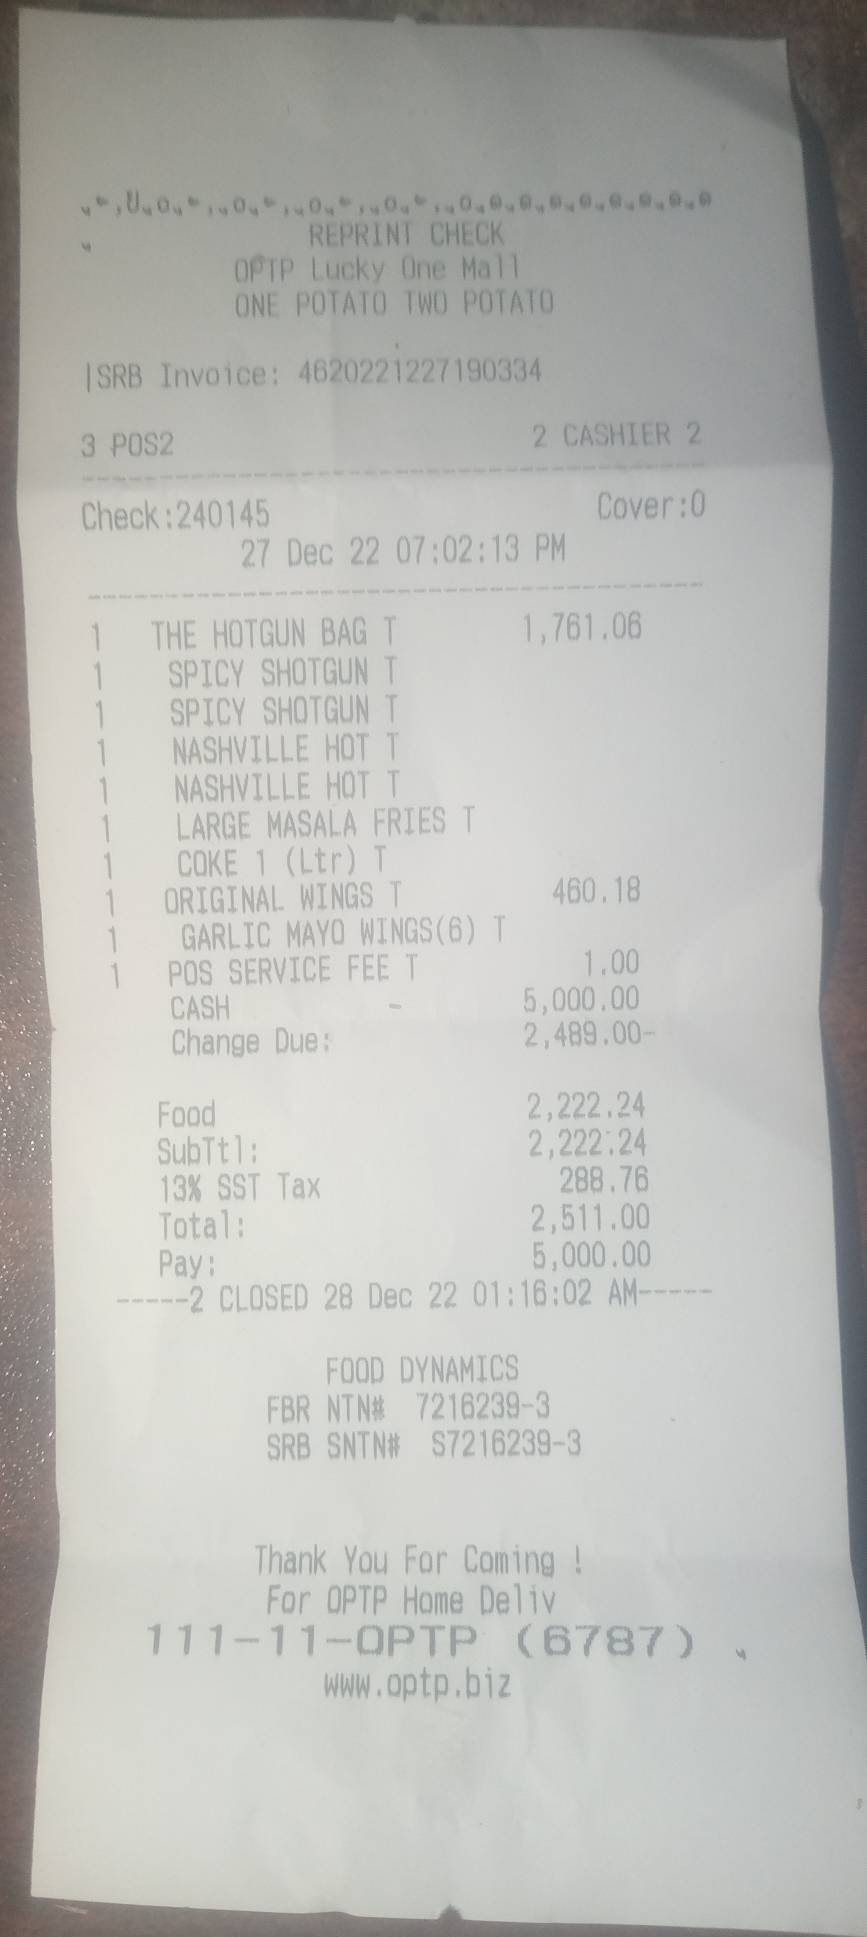 REPRINT CHECK
OPTP Lucky One Mall
ONE POTATO TWO POTATO
|SRB Invoice: 4620221227190334
3 POS2 2 CASHIER 2
Check:240145 Cover:0
27 Dec 22 07:02:13 PM
1 THE HOTGUN BAG T 1,761.06
1 SPICY SHOTGUN T
1 SPICY SHOTGUN T
1 NASHVILLE HOT T
1 NASHVILLE HOT T
1 LARGE MASALA FRIES T
1 COKE 1 (Ltr) T
1 ORIGINAL WINGS T 460.18
1 GARLIC MAYO WINGS(6) T
1 POS SERVICE FEE T 1.00
CASH 5,000.00
Change Due: 2,489.00-
Food 2,222.24
SubTtl: 2,222.24
13% SST Tax 288.76
Total: 2,511.00
Pay: 5,000.00
-----2 CLOSED 28 Dec 22 01:16:02 AM-----
FOOD DYNAMICS
FBR NTN# 7216239-3
SRB SNTN# S7216239-3
Thank You For Coming !
For OPTP Home Deliv
111-11-OPTP (6787)
www.optp.biz